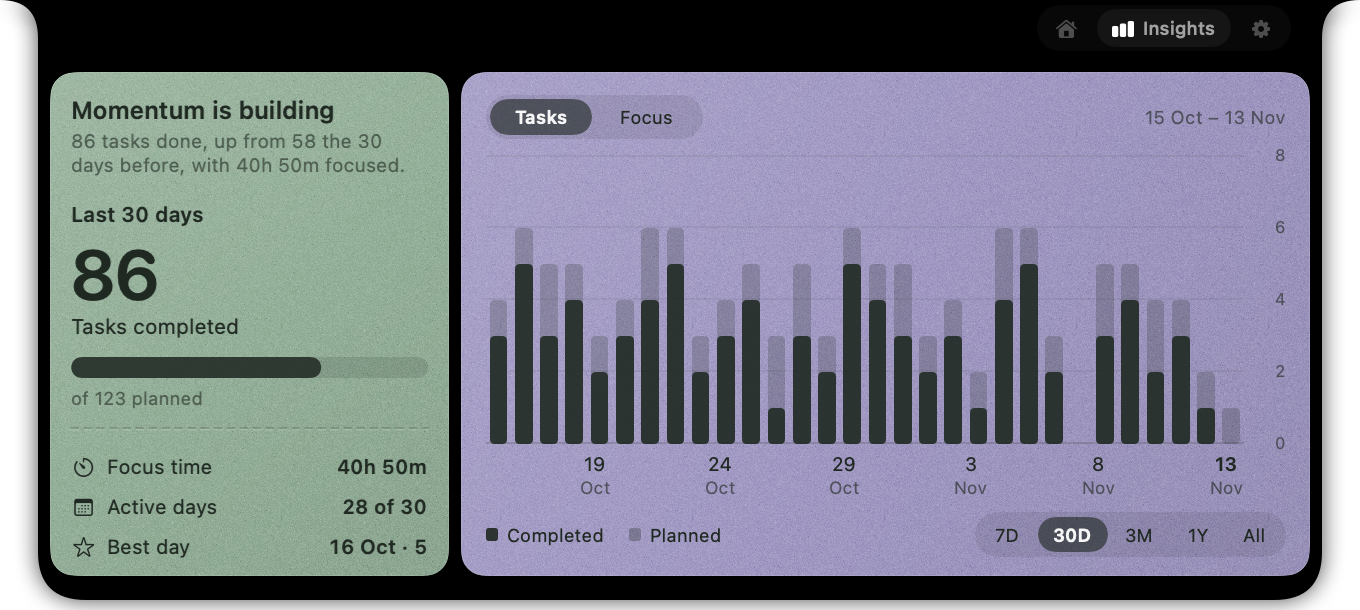 Insights
Momentum is building
86 tasks done, up from 58 the 30
days before, with 40h 50m focused.
Last 30 days
86
Tasks completed
of 123 planned
Focus time 40h 50m
Active days 28 of 30
Best day 16 Oct · 5
Tasks Focus 15 Oct – 13 Nov
8
6
4
2
0
19 24 29 3 8 13
Oct Oct Oct Nov Nov Nov
Completed Planned 7D 30D 3M 1Y All